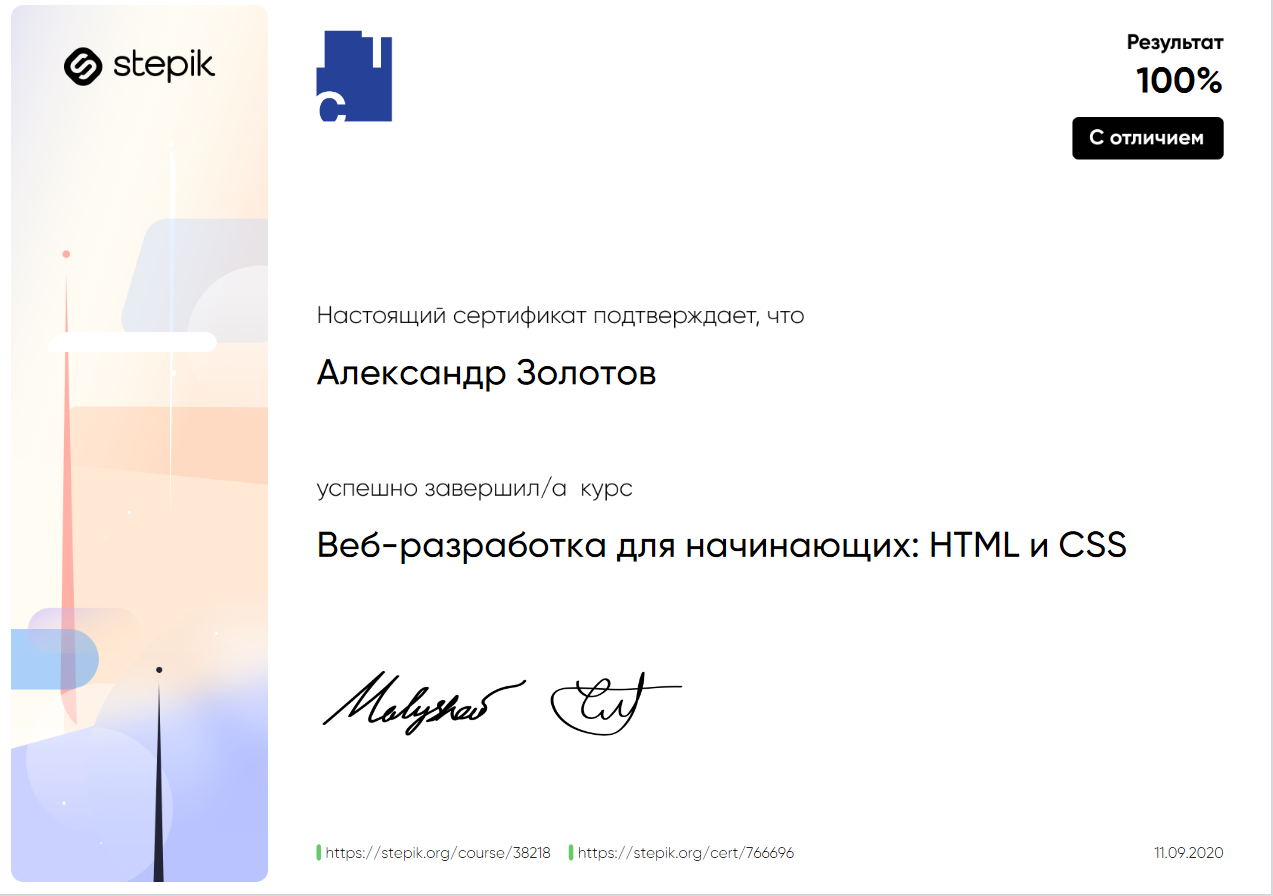 stepik
Результат
100%
С отличием
Настоящий сертификат подтверждает, что
Александр Золотов
успешно завершил/а курс
Веб-разработка для начинающих: HTML и CSS
Malyshev
https://stepik.org/course/38218 https://stepik.org/cert/766696
11.09.2020